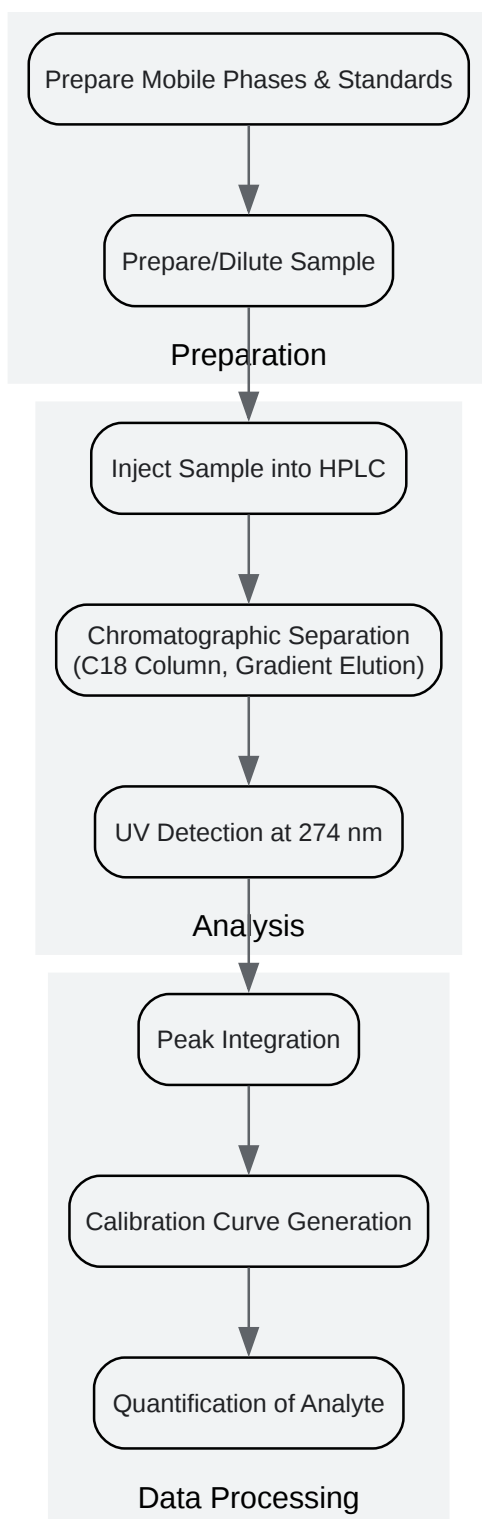 Prepare Mobile Phases & Standards
Prepare/Dilute Sample
Preparation
Inject Sample into HPLC
Chromatographic Separation
(C18 Column, Gradient Elution)
UV Detection at 274 nm
Analysis
Peak Integration
Calibration Curve Generation
Quantification of Analyte
Data Processing